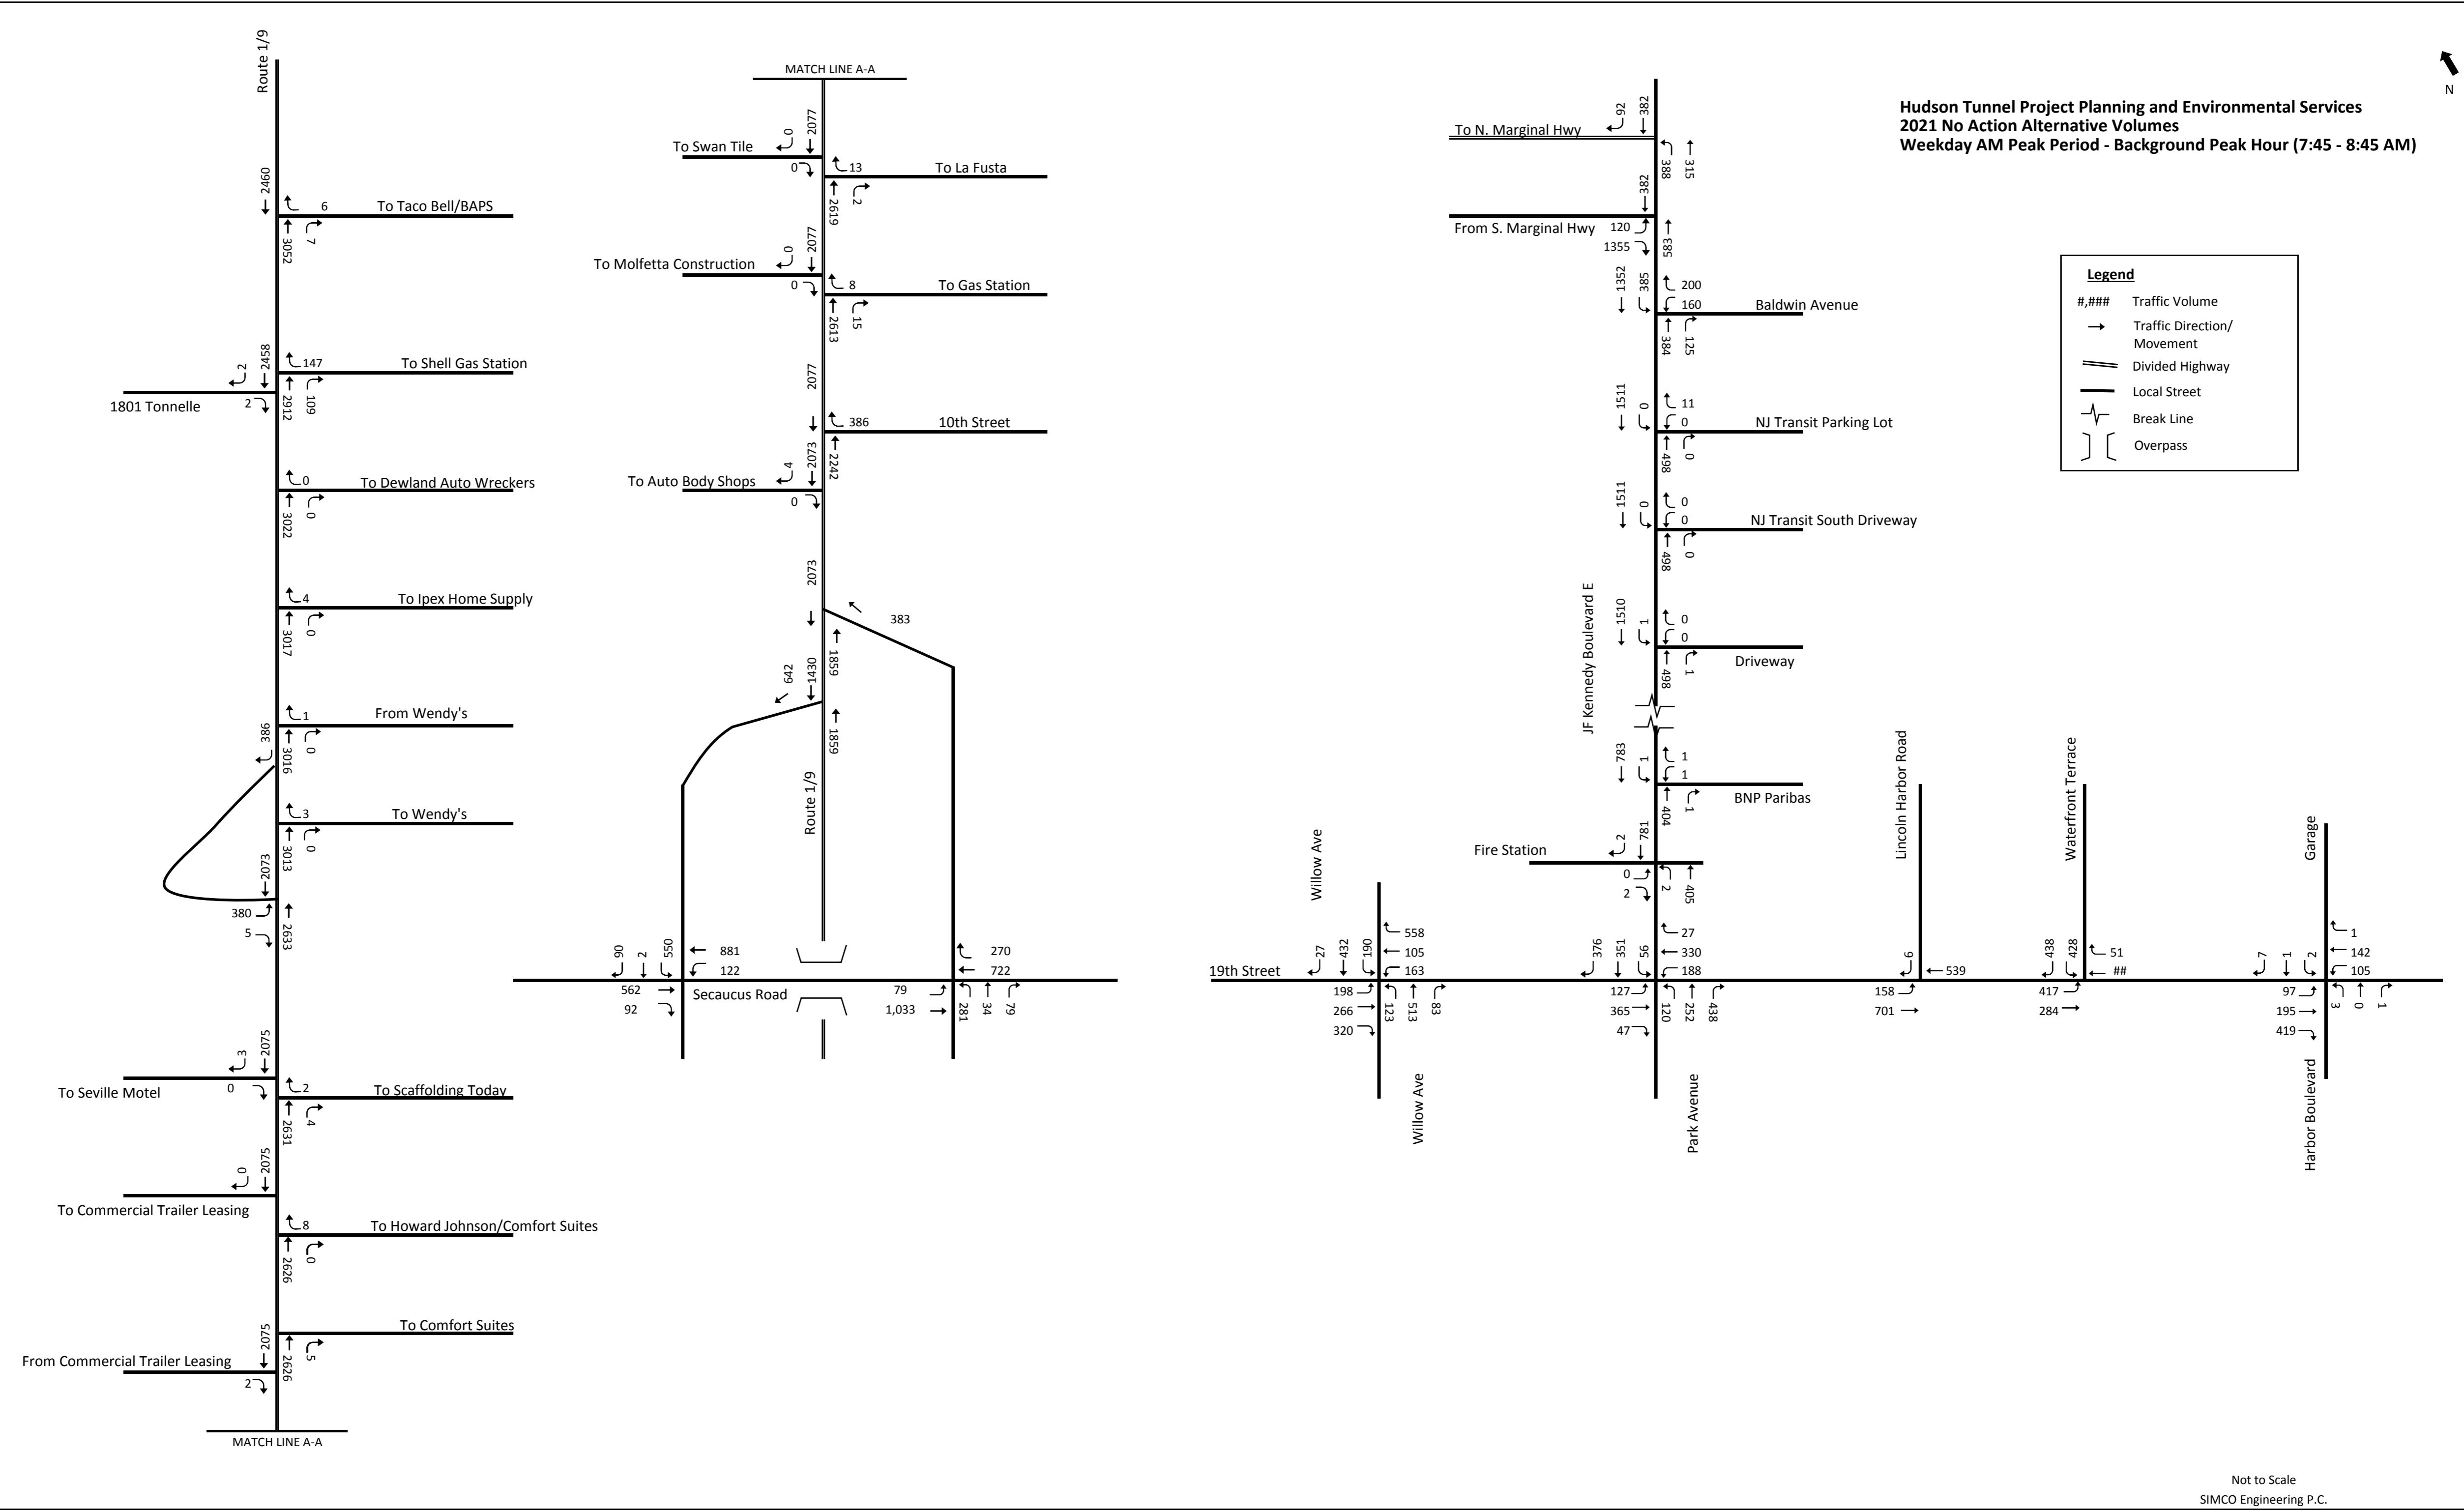 Hudson Tunnel Project Planning and Environmental Services
2021 No Action Alternative Volumes
Weekday AM Peak Period - Background Peak Hour (7:45 - 8:45 AM)
N
Legend
#,### Traffic Volume
Traffic Direction/
Movement
Divided Highway
Local Street
Break Line
Overpass
Route 1/9
2460
6 To Taco Bell/BAPS
3052 7
2 2458
147 To Shell Gas Station
1801 Tonnelle
2
2912 109
0 To Dewland Auto Wreckers
3022 0
4 To Ipex Home Supply
3017 0
386
1 From Wendy's
3016 0
3 To Wendy's
3013 0
2073
380
5
2633
3 2075
To Seville Motel
0
2 To Scaffolding Today
2631 4
0 2075
To Commercial Trailer Leasing
8 To Howard Johnson/Comfort Suites
2626 0
To Comfort Suites
2075
2626 5
From Commercial Trailer Leasing
2
MATCH LINE A-A
MATCH LINE A-A
0 2077
To Swan Tile
0
13 To La Fusta
2619 2
0 2077
To Molfetta Construction
0
8 To Gas Station
2613 15
2077
386 10th Street
2242
4 2073
To Auto Body Shops
0
2073
383
1859
642 1430
1859
Route 1/9
90 2 550
881
122
562
92
Secaucus Road
270
722
79
1,033
281 34 79
92 382
To N. Marginal Hwy
388 315
382
From S. Marginal Hwy
120
1355
583
1352 385
200
160
Baldwin Avenue
384 125
1511 0
11
0
NJ Transit Parking Lot
498 0
1511 0
0
0
NJ Transit South Driveway
498 0
JF Kennedy Boulevard E
1510 1
0
0
Driveway
498 1
783 1
1
1
BNP Paribas
404 1
2 781
Fire Station
0
2
2 405
Willow Ave
27 432 190
558
105
163
19th Street
198
266
320
123 513 83
Willow Ave
376 351 56
27
330
188
127
365
47
120 252 438
Park Avenue
Lincoln Harbor Road
6
539
158
701
Waterfront Terrace
438 428
51
##
417
284
Garage
7 1 2
1
142
105
97
195
419
3 0 1
Harbor Boulevard
Not to Scale
SIMCO Engineering P.C.